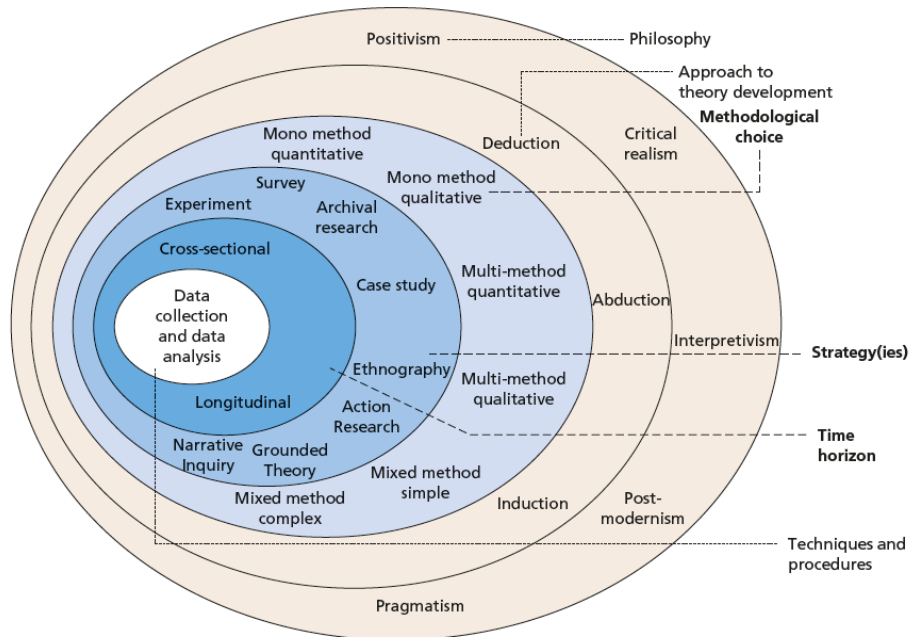 Positivism
Philosophy
Approach to
theory development
Methodological
choice
Mono method
quantitative
Deduction
Critical
realism
Survey
Mono method
qualitative
Experiment
Archival
research
Cross-sectional
Case study
Multi-method
quantitative
Data
collection
and data
analysis
Abduction
Interpretivism
Strategy(ies)
Ethnography
Multi-method
qualitative
Longitudinal
Action
Research
Narrative
Inquiry
Grounded
Theory
Time
horizon
Mixed method
simple
Mixed method
complex
Induction
Post-
modernism
Techniques and
procedures
Pragmatism